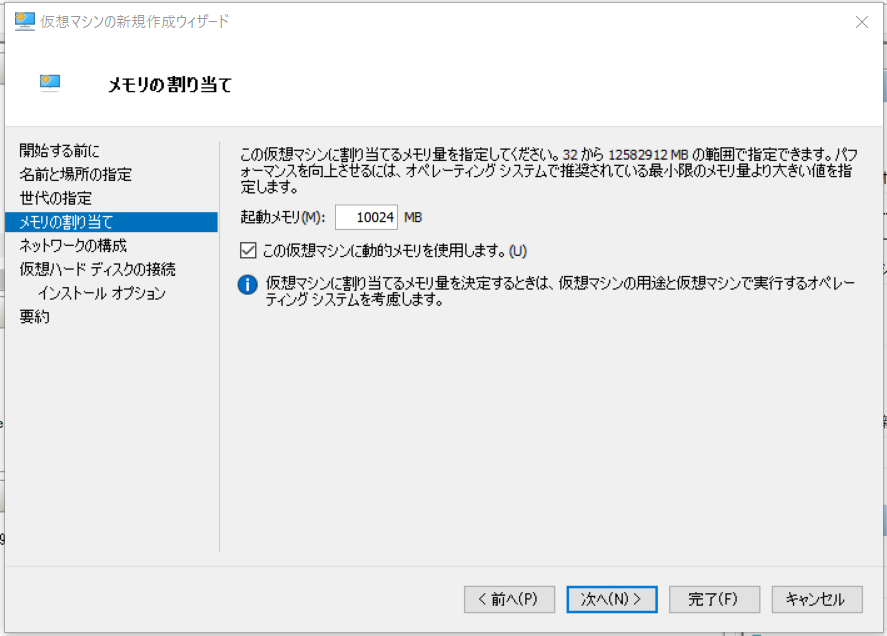 仮想マシンの新規作成ウィザード
メモリの割り当て
開始する前に
名前と場所の指定
世代の指定
メモリの割り当て
ネットワークの構成
仮想ハード ディスクの接続
インストール オプション
要約
この仮想マシンに割り当てるメモリ量を指定してください。32 から 12582912 MB の範囲で指定できます。パフ
ォーマンスを向上させるには、オペレーティング システムで推奨されている最小限のメモリ量より大きい値を指
定します。
起動メモリ(M): 10024 MB
この仮想マシンに動的メモリを使用します。(U)
仮想マシンに割り当てるメモリ量を決定するときは、仮想マシンの用途と仮想マシンで実行するオペレー
ティング システムを考慮します。
< 前へ(P) 次へ(N) > 完了(F) キャンセル